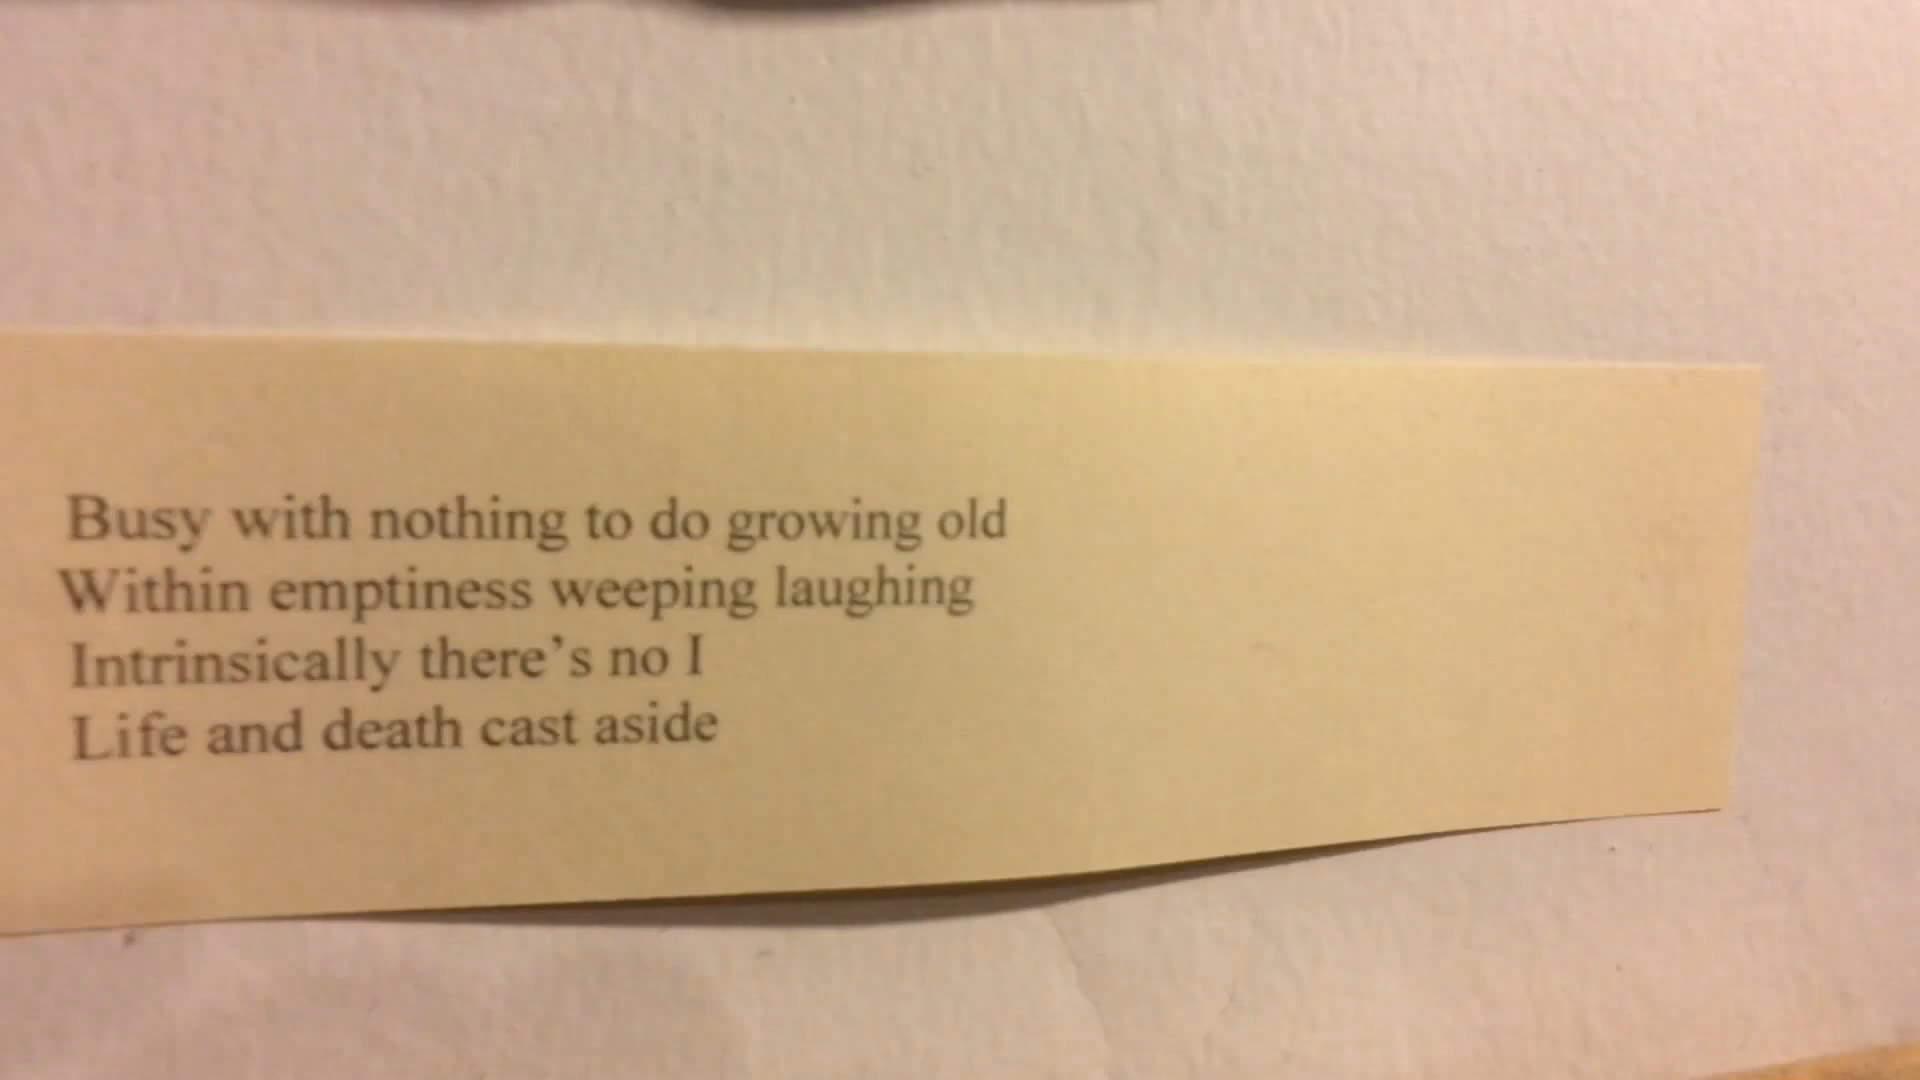 Busy with nothing to do growing old
Within emptiness weeping laughing
Intrinsically there’s no I
Life and death cast aside